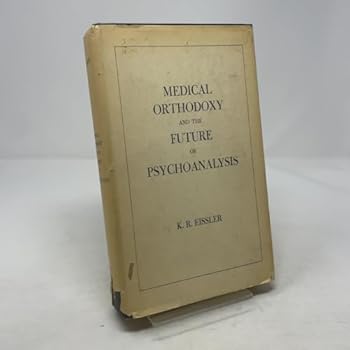 MEDICAL
ORTHODOXY
AND THE
FUTURE
OF
PSYCHOANALYSIS
K. R. EISSLER